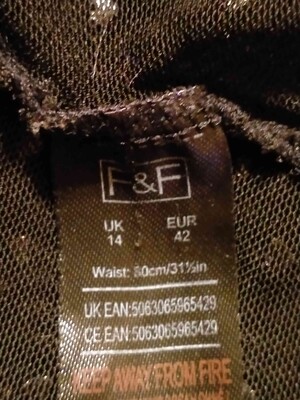 F&F
UK EUR
14 42
Waist: 80cm/31½in
UK EAN:5063065965429
CE EAN:5063065965429
KEEP AWAY FROM FIRE